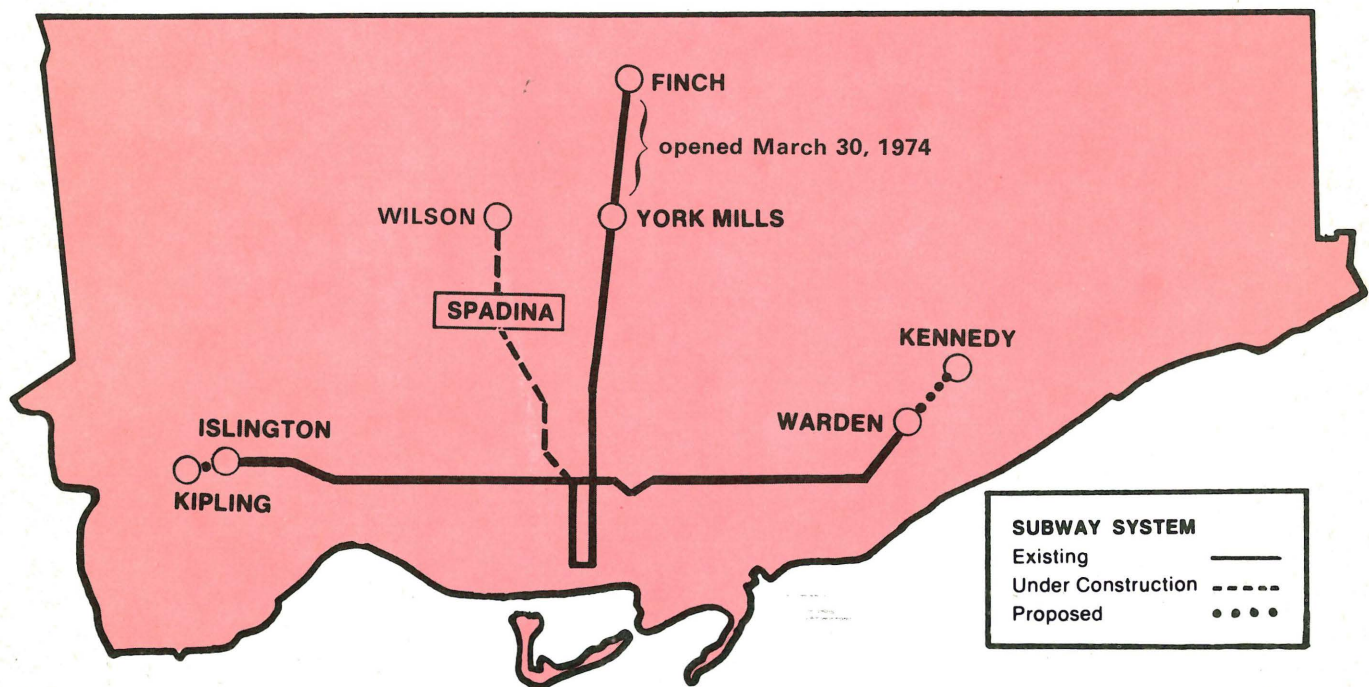 FINCH
opened March 30, 1974
WILSON
YORK MILLS
SPADINA
KENNEDY
WARDEN
ISLINGTON
KIPLING
SUBWAY SYSTEM
Existing
Under Construction
Proposed